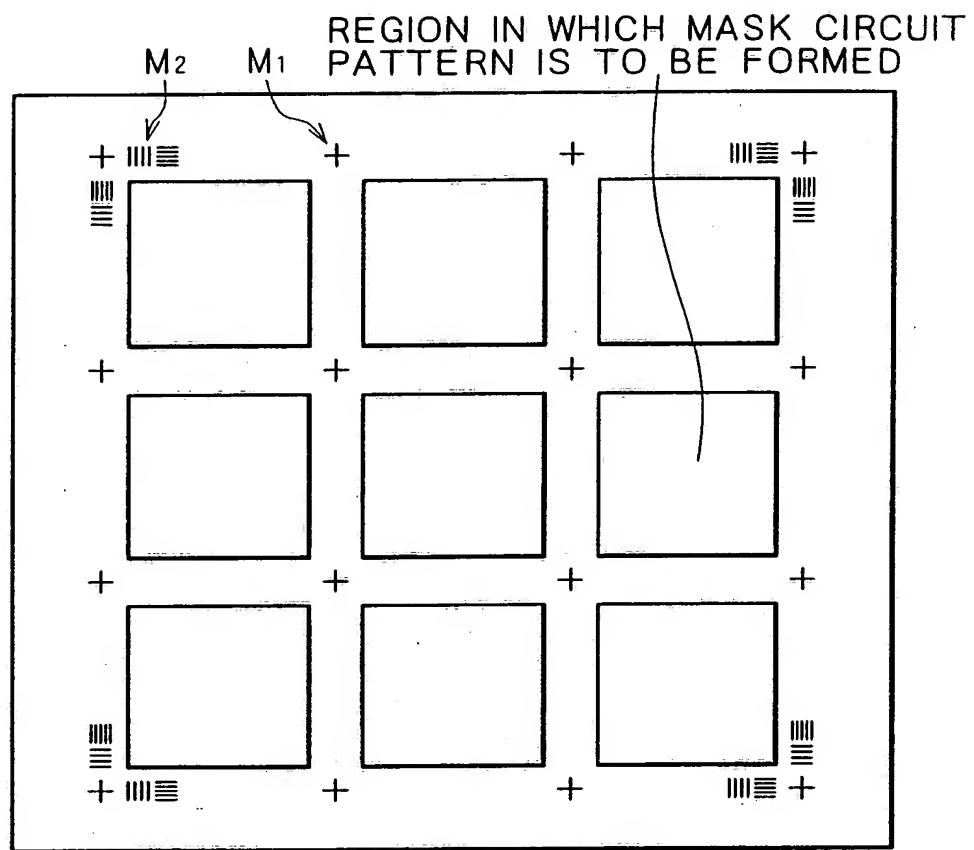 REGION IN WHICH MASK CIRCUIT
PATTERN IS TO BE FORMED
M2 M1